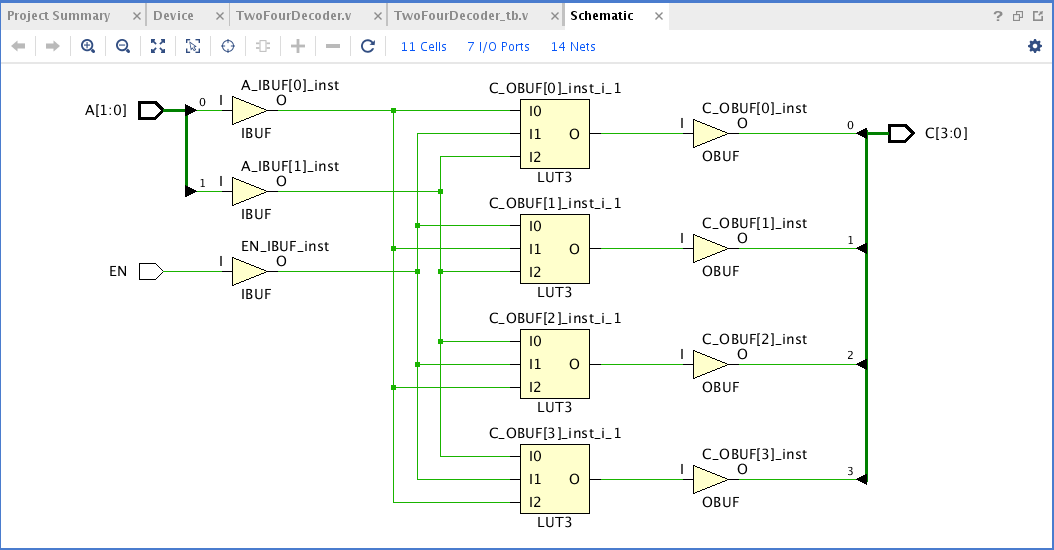 Project Summary × Device × TwoFourDecoder.v × TwoFourDecoder_tb.v × Schematic × ?
11 Cells 7 I/O Ports 14 Nets
A[1:0] 0 I A_IBUF[0]_inst O
IBUF
1 I A_IBUF[1]_inst O
IBUF
EN I EN_IBUF_inst O
IBUF
C_OBUF[0]_inst_i_1
I0
I1 O
I2
LUT3
C_OBUF[1]_inst_i_1
I0
I1 O
I2
LUT3
C_OBUF[2]_inst_i_1
I0
I1 O
I2
LUT3
C_OBUF[3]_inst_i_1
I0
I1 O
I2
LUT3
C_OBUF[0]_inst
I O 0 C[3:0]
OBUF
C_OBUF[1]_inst
I O 1
OBUF
C_OBUF[2]_inst
I O 2
OBUF
C_OBUF[3]_inst
I O 3
OBUF